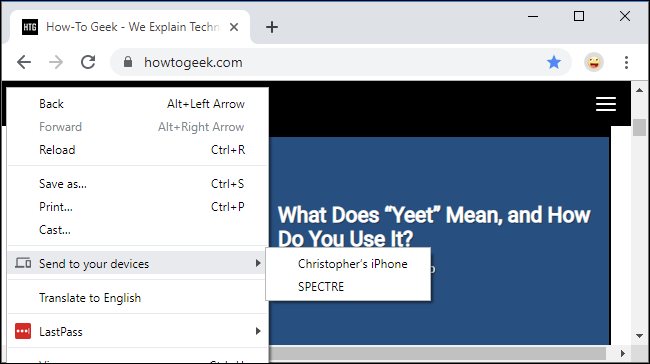 HTG How-To Geek - We Explain Techn
howtogeek.com
Back Alt+Left Arrow
Forward Alt+Right Arrow
Reload Ctrl+R
Save as... Ctrl+S
Print... Ctrl+P
Cast...
Send to your devices
Translate to English
LastPass
What Does “Yeet” Mean, and How
Do You Use It?
Christopher's iPhone
SPECTRE